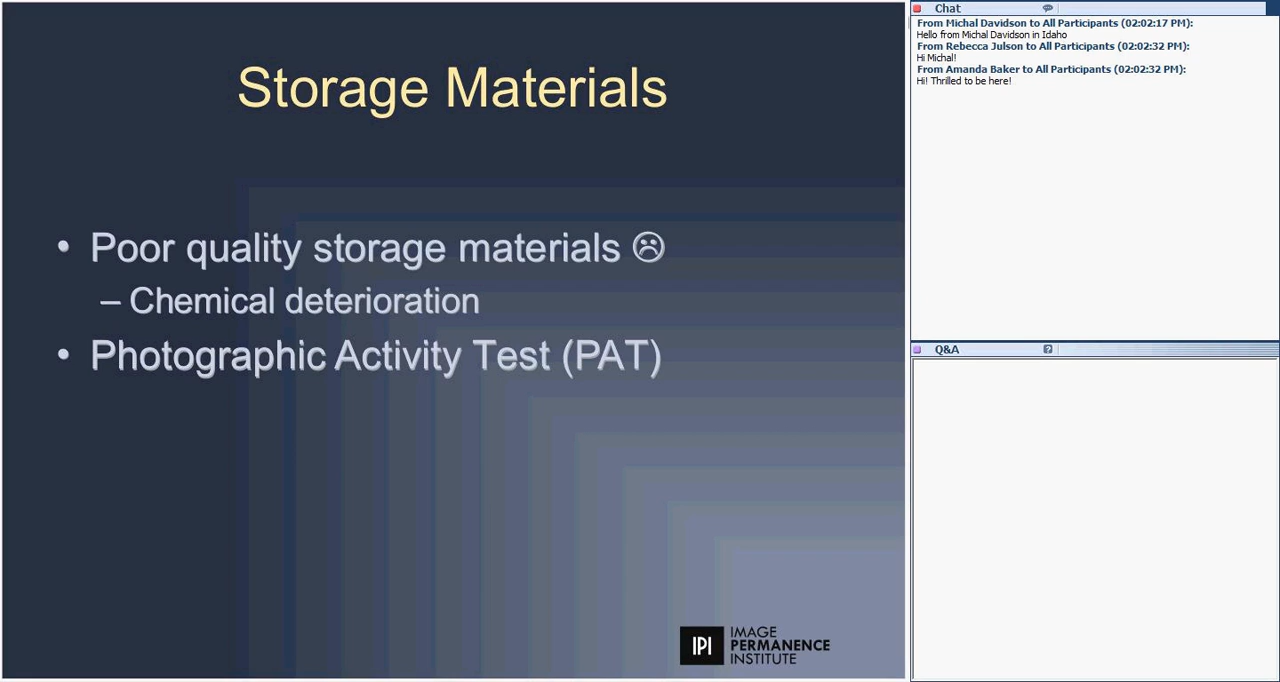 Storage Materials
• Poor quality storage materials ☹
– Chemical deterioration
• Photographic Activity Test (PAT)
IPI
IMAGE
PERMANENCE
INSTITUTE
Chat
From Michal Davidson to All Participants (02:02:17 PM):
Hello from Michal Davidson in Idaho
From Rebecca Julson to All Participants (02:02:32 PM):
Hi Michal!
From Amanda Baker to All Participants (02:02:32 PM):
Hi! Thrilled to be here!
Q&A